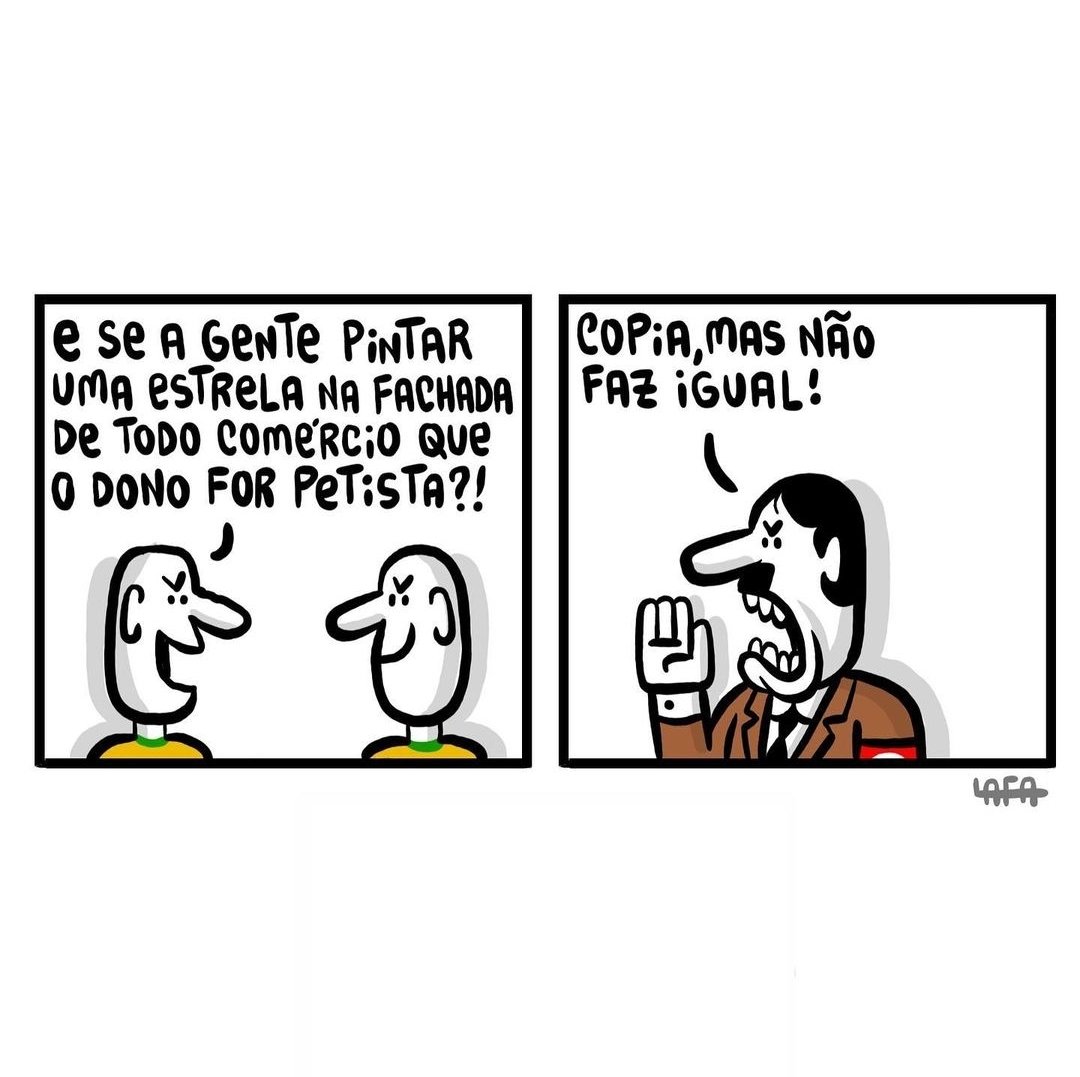 e Se A GeNTe PiNTAR
UMA eSTReLA NA FACHADA
De TODO COMéRCiO QUe
O DONO FOR PeTiSTA?!
COPiA, MAS NÃO
FAZ iGUAL!
LAFA